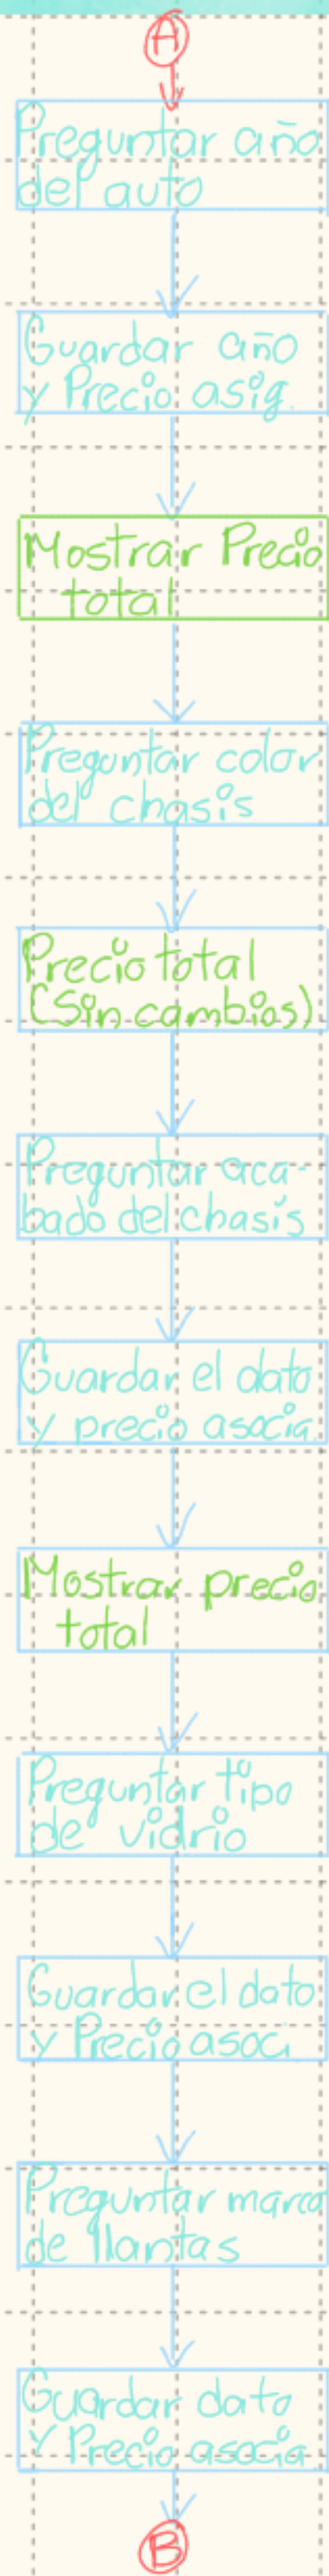 A
Preguntar año
del auto
Guardar año
y Precio asig.
Mostrar Precio
total
Preguntar color
del chasis
Precio total
(Sin cambios)
Preguntar aca-
bado del chasis
Guardar el dato
y precio asocia.
Mostrar precio
total
Preguntar tipo
de vidrio
Guardar el dato
y Precio asoci.
Preguntar marca
de llantas
Guardar dato
Y Precio asocia
B